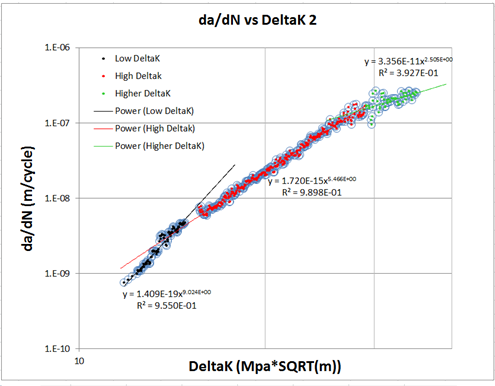 da/dN vs DeltaK 2
1.E-06
Low DeltaK
High Deltak
Higher DeltaK
Power (Low DeltaK)
Power (High Deltak)
Power (Higher DeltaK)
y = 3.356E-11x^2.505E+00
R² = 3.927E-01
1.E-07
y = 1.720E-15x^5.486E+00
R² = 9.898E-01
1.E-08
1.E-09
y = 1.409E-19x^9.024E+00
R² = 9.550E-01
1.E-10
10
da/dN (m/cycle)
DeltaK (Mpa*SQRT(m))